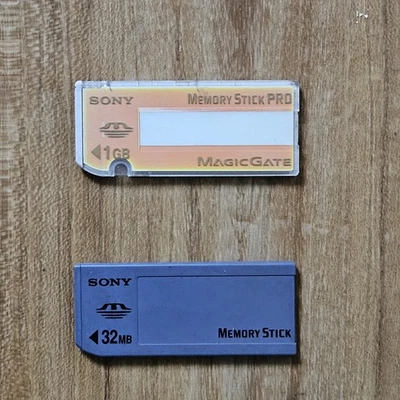 SONY MEMORY STICK PRO
◀1GB
MAGICGATE
SONY
◀32MB
MEMORY STICK